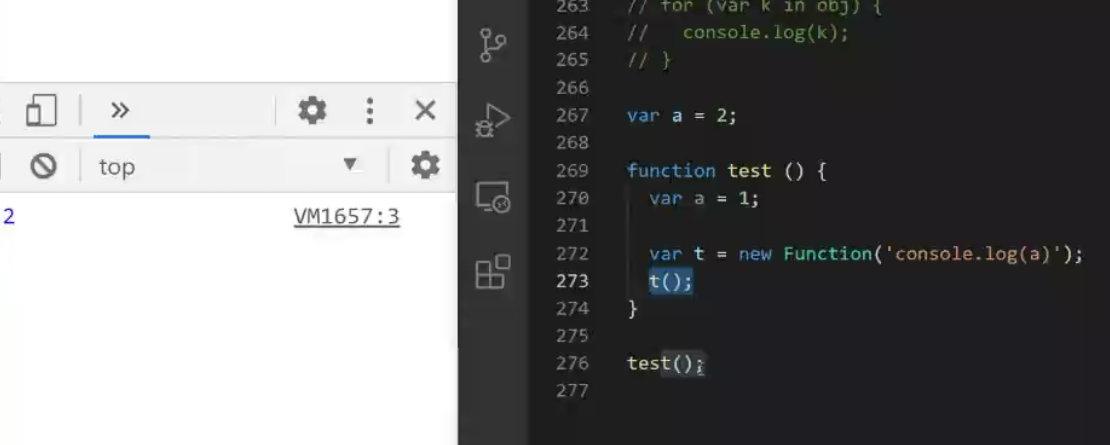 top
2 VM1657:3
263 // for (var k in obj) {
264 //   console.log(k);
265 // }
266
267 var a = 2;
268
269 function test () {
270   var a = 1;
271
272   var t = new Function('console.log(a)');
273   t();
274 }
275
276 test();
277